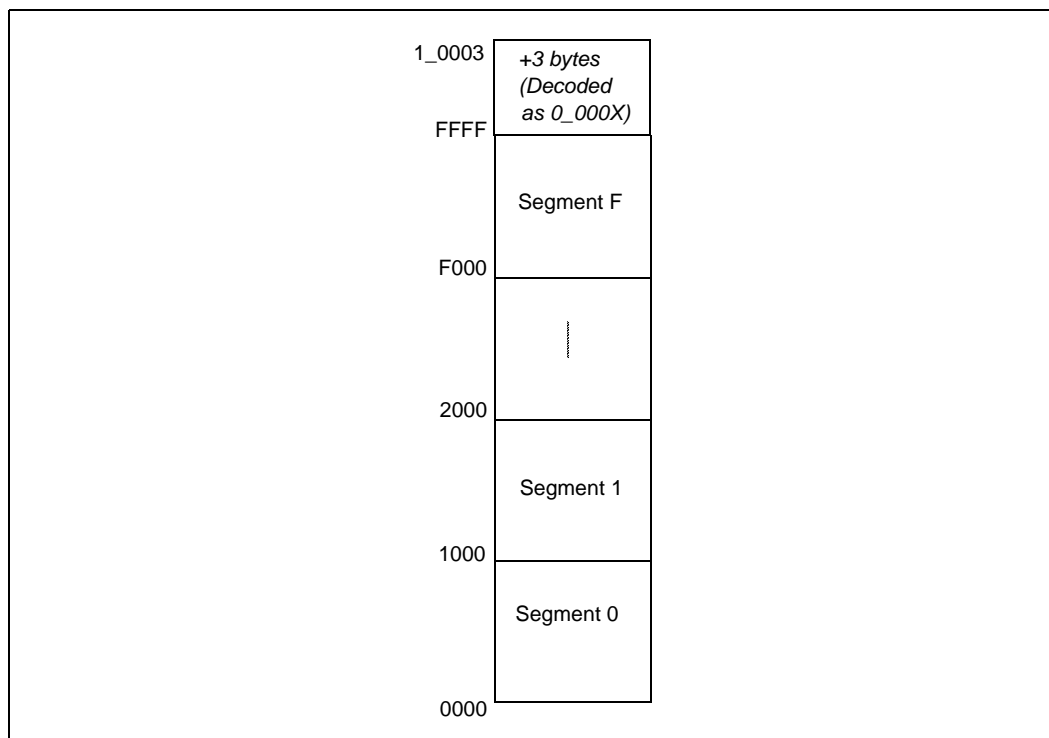 1_0003
+3 bytes
(Decoded
as 0_000X)
FFFF
Segment F
F000
2000
Segment 1
1000
Segment 0
0000